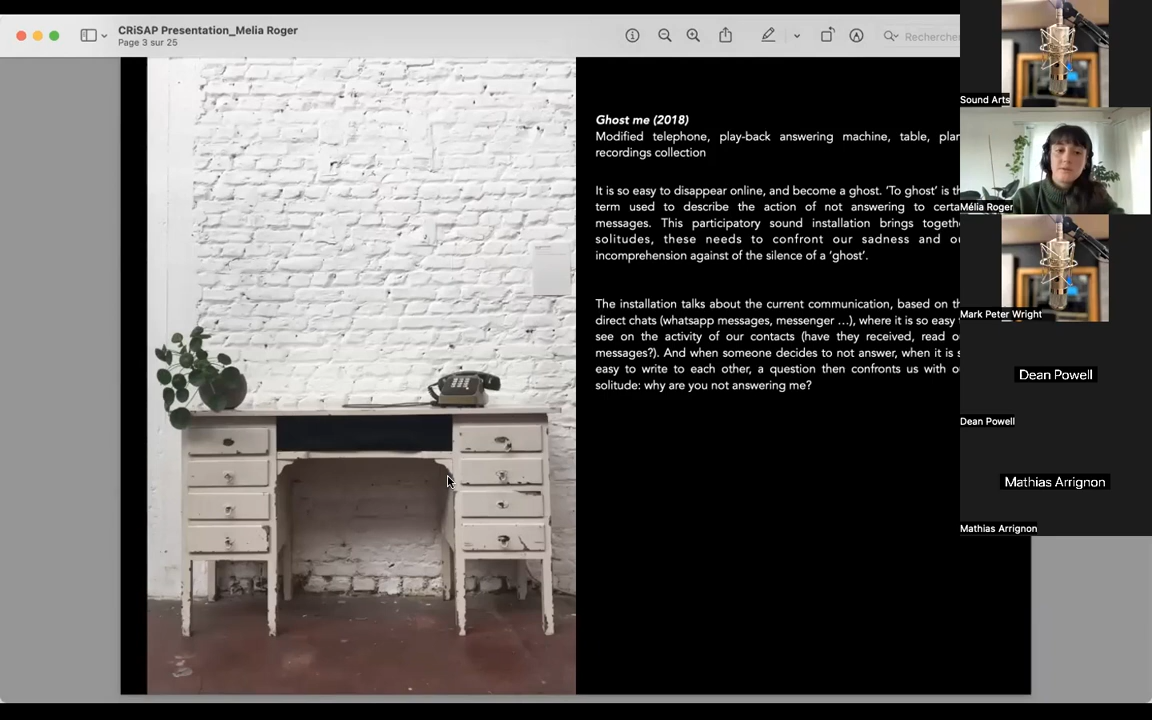 CRiSAP Presentation_Melia Roger
Page 3 sur 25
Rechercher
Ghost me (2018)
Modified telephone, play-back answering machine, table,
recordings collection
It is so easy to disappear online, and become a ghost. 'To ghost' is
term used to describe the action of not answering to
messages. This participatory sound installation brings
solitudes, these needs to confront our sadness and
incomprehension against of the silence of a 'ghost'.
The installation talks about the current communication, based on
direct chats (whatsapp messages, messenger ...), where it is so easy
see on the activity of our contacts (have they received, read
messages?). And when someone decides to not answer, when it is
easy to write to each other, a question then confronts us with
solitude: why are you not answering me?
Sound Arts
Mélia Roger
Mark Peter Wright
Dean Powell
Dean Powell
Mathias Arrignon
Mathias Arrignon